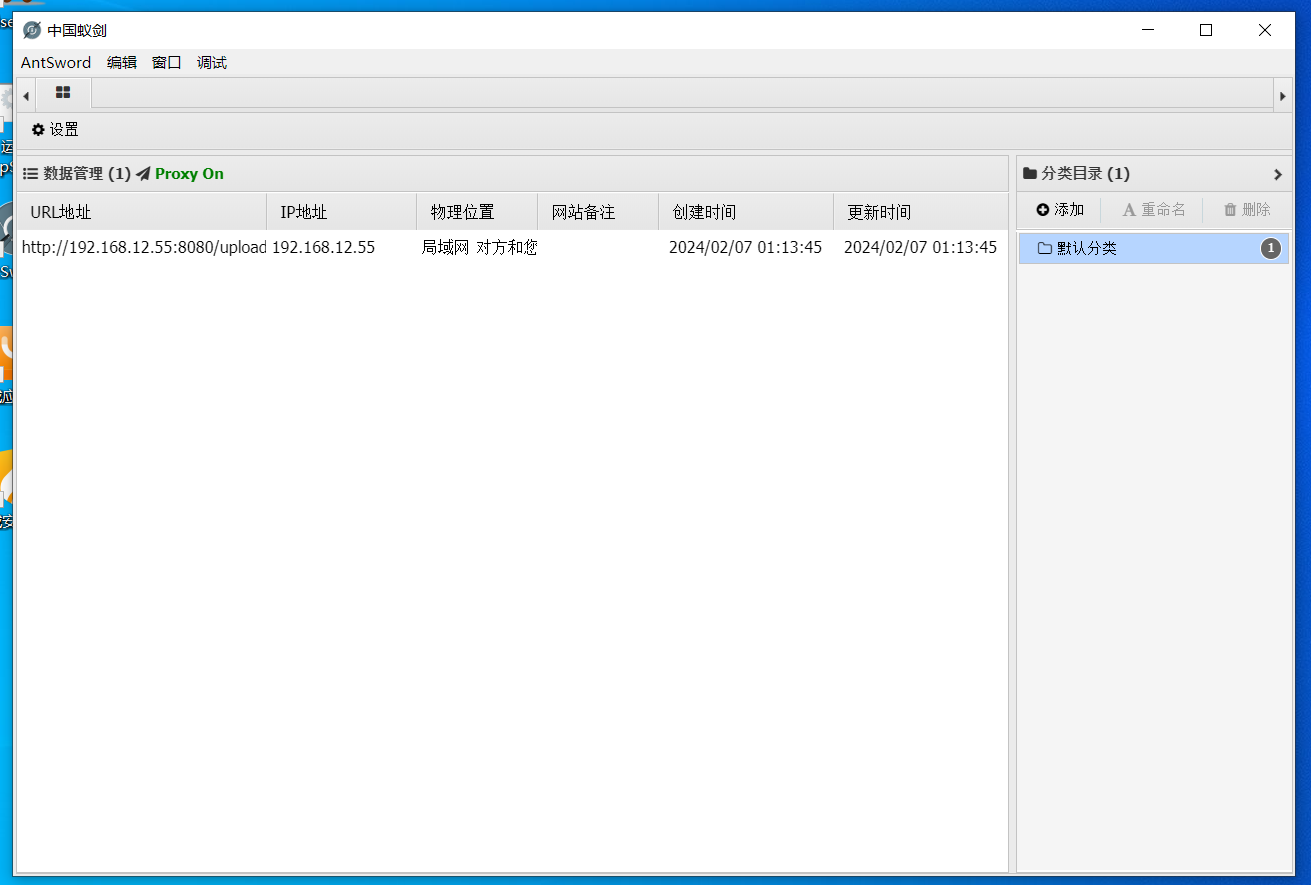 中国蚁剑
AntSword 编辑 窗口 调试
设置
数据管理 (1) Proxy On
URL地址 IP地址 物理位置 网站备注 创建时间 更新时间
http://192.168.12.55:8080/upload 192.168.12.55 局域网 对方和您 2024/02/07 01:13:45 2024/02/07 01:13:45
分类目录 (1)
添加 重命名 删除
默认分类 1